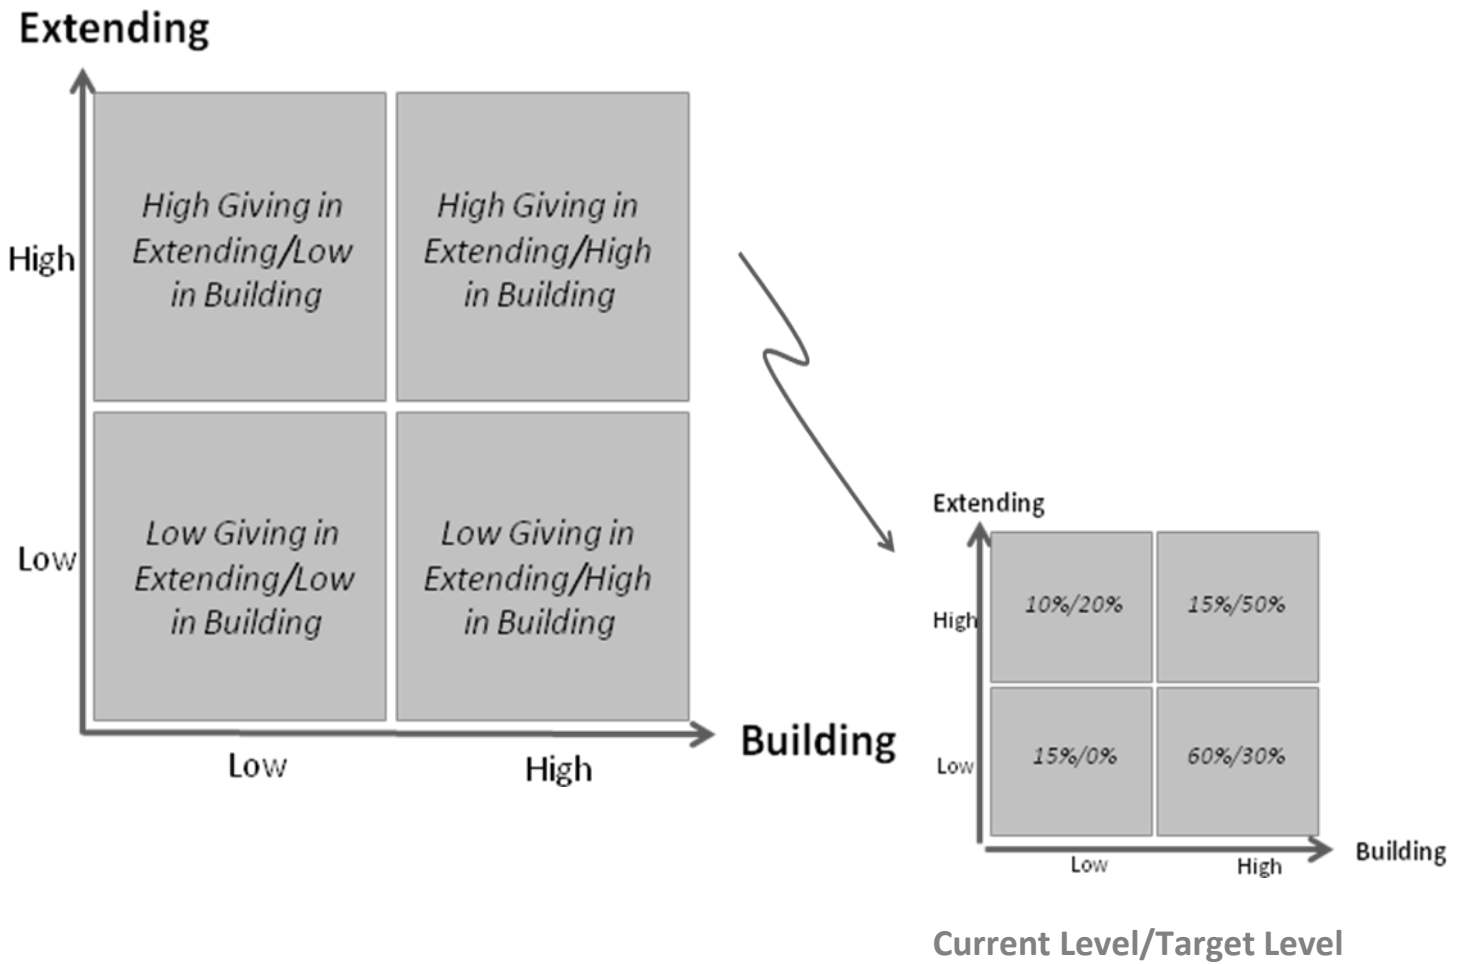 Extending
High Giving in
Extending/Low
in Building
High Giving in
Extending/High
in Building
High
Low Giving in
Extending/Low
in Building
Low Giving in
Extending/High
in Building
Low
Low
High
Building
Extending
10%/20%
15%/50%
High
15%/0%
60%/30%
Low
Low
High
Building
Current Level/Target Level